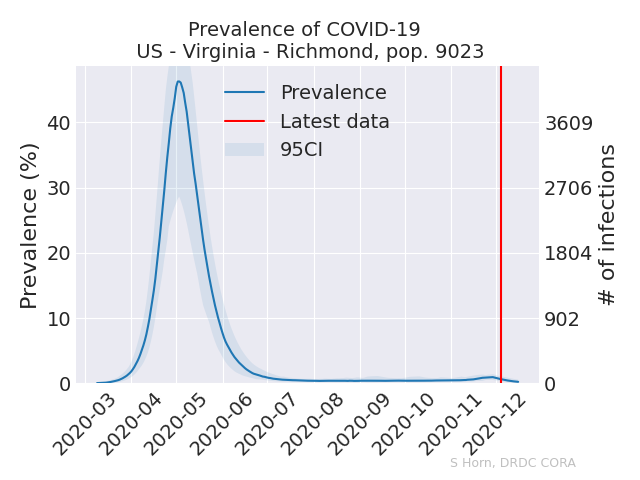 Prevalence of COVID-19
US - Virginia - Richmond, pop. 9023
Prevalence
Latest data
95CI
Prevalence (%)
40
30
20
10
0
# of infections
3609
2706
1804
902
0
2020-03
2020-04
2020-05
2020-06
2020-07
2020-08
2020-09
2020-10
2020-11
2020-12
S Horn, DRDC CORA